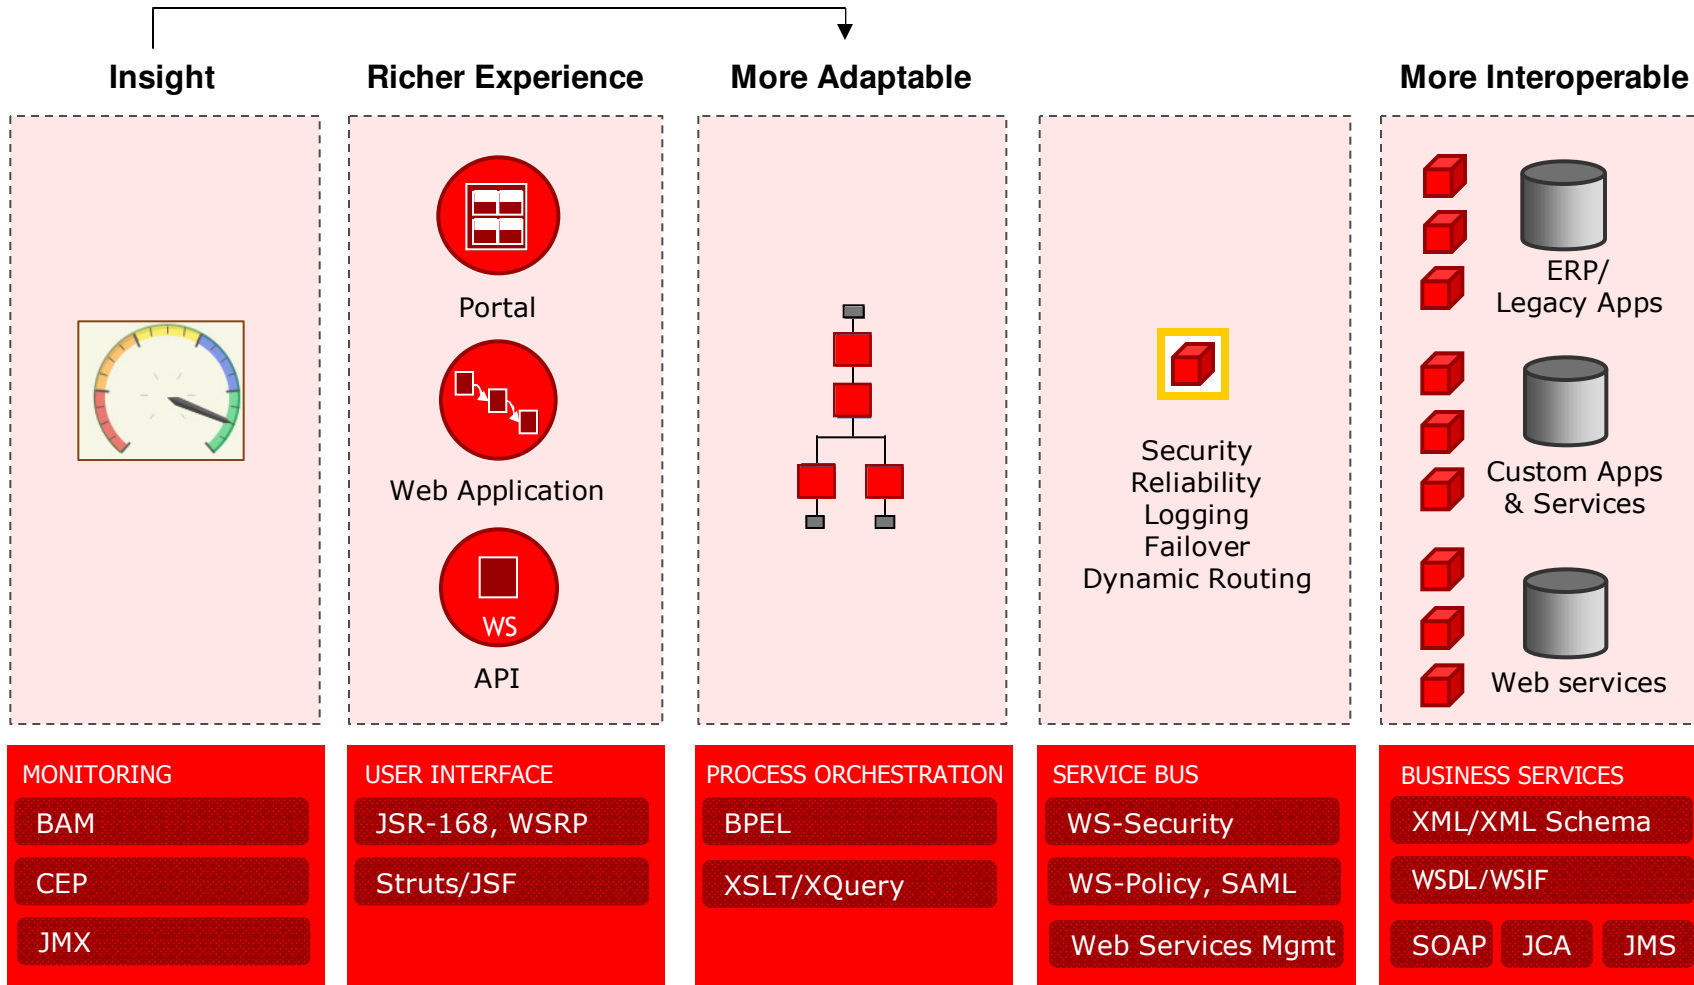 Insight
Richer Experience
More Adaptable
More Interoperable
Portal
Web Application
WS
API
Security
Reliability
Logging
Failover
Dynamic Routing
ERP/
Legacy Apps
Custom Apps
& Services
Web services
MONITORING
BAM
CEP
JMX
USER INTERFACE
JSR-168, WSRP
Struts/JSF
PROCESS ORCHESTRATION
BPEL
XSLT/XQuery
SERVICE BUS
WS-Security
WS-Policy, SAML
Web Services Mgmt
BUSINESS SERVICES
XML/XML Schema
WSDL/WSIF
SOAP JCA JMS